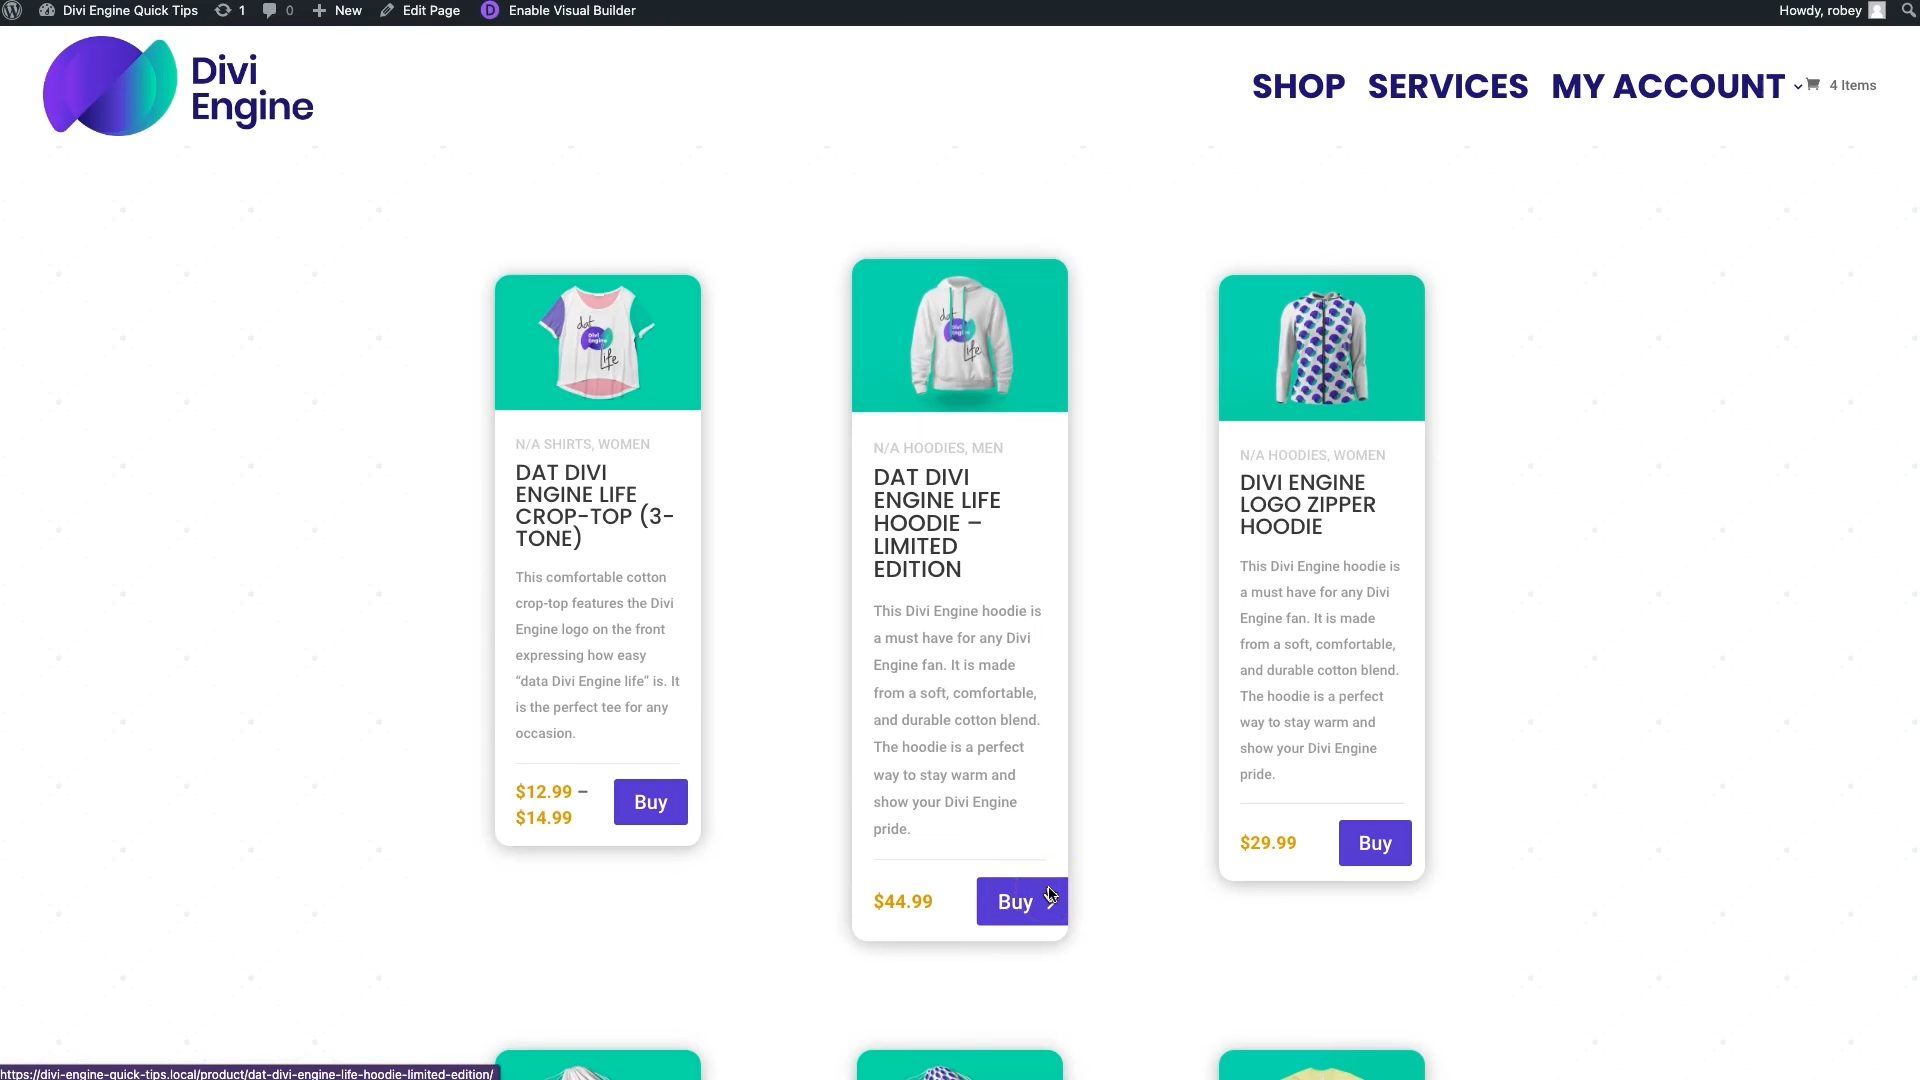 Divi Engine Quick Tips 1 0 New Edit Page Enable Visual Builder Howdy, robey
Divi
Engine
SHOP SERVICES MY ACCOUNT 4 Items
dat
Divi
Engine
Life
N/A SHIRTS, WOMEN
DAT DIVI
ENGINE LIFE
CROP-TOP (3-
TONE)
This comfortable cotton
crop-top features the Divi
Engine logo on the front
expressing how easy
“data Divi Engine life” is. It
is the perfect tee for any
occasion.
$12.99 –
$14.99
Buy
dat
Divi
Engine
Life
N/A HOODIES, MEN
DAT DIVI
ENGINE LIFE
HOODIE –
LIMITED
EDITION
This Divi Engine hoodie is
a must have for any Divi
Engine fan. It is made
from a soft, comfortable,
and durable cotton blend.
The hoodie is a perfect
way to stay warm and
show your Divi Engine
pride.
$44.99 Buy
N/A HOODIES, WOMEN
DIVI ENGINE
LOGO ZIPPER
HOODIE
This Divi Engine hoodie is
a must have for any Divi
Engine fan. It is made
from a soft, comfortable,
and durable cotton blend.
The hoodie is a perfect
way to stay warm and
show your Divi Engine
pride.
$29.99 Buy
https://divi-engine-quick-tips.local/product/dat-divi-engine-life-hoodie-limited-edition/